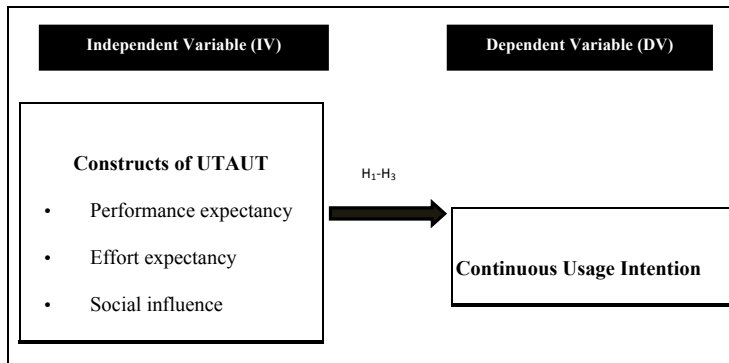 Independent Variable (IV)
Dependent Variable (DV)
Constructs of UTAUT
• Performance expectancy
• Effort expectancy
• Social influence
H₁-H₃
Continuous Usage Intention